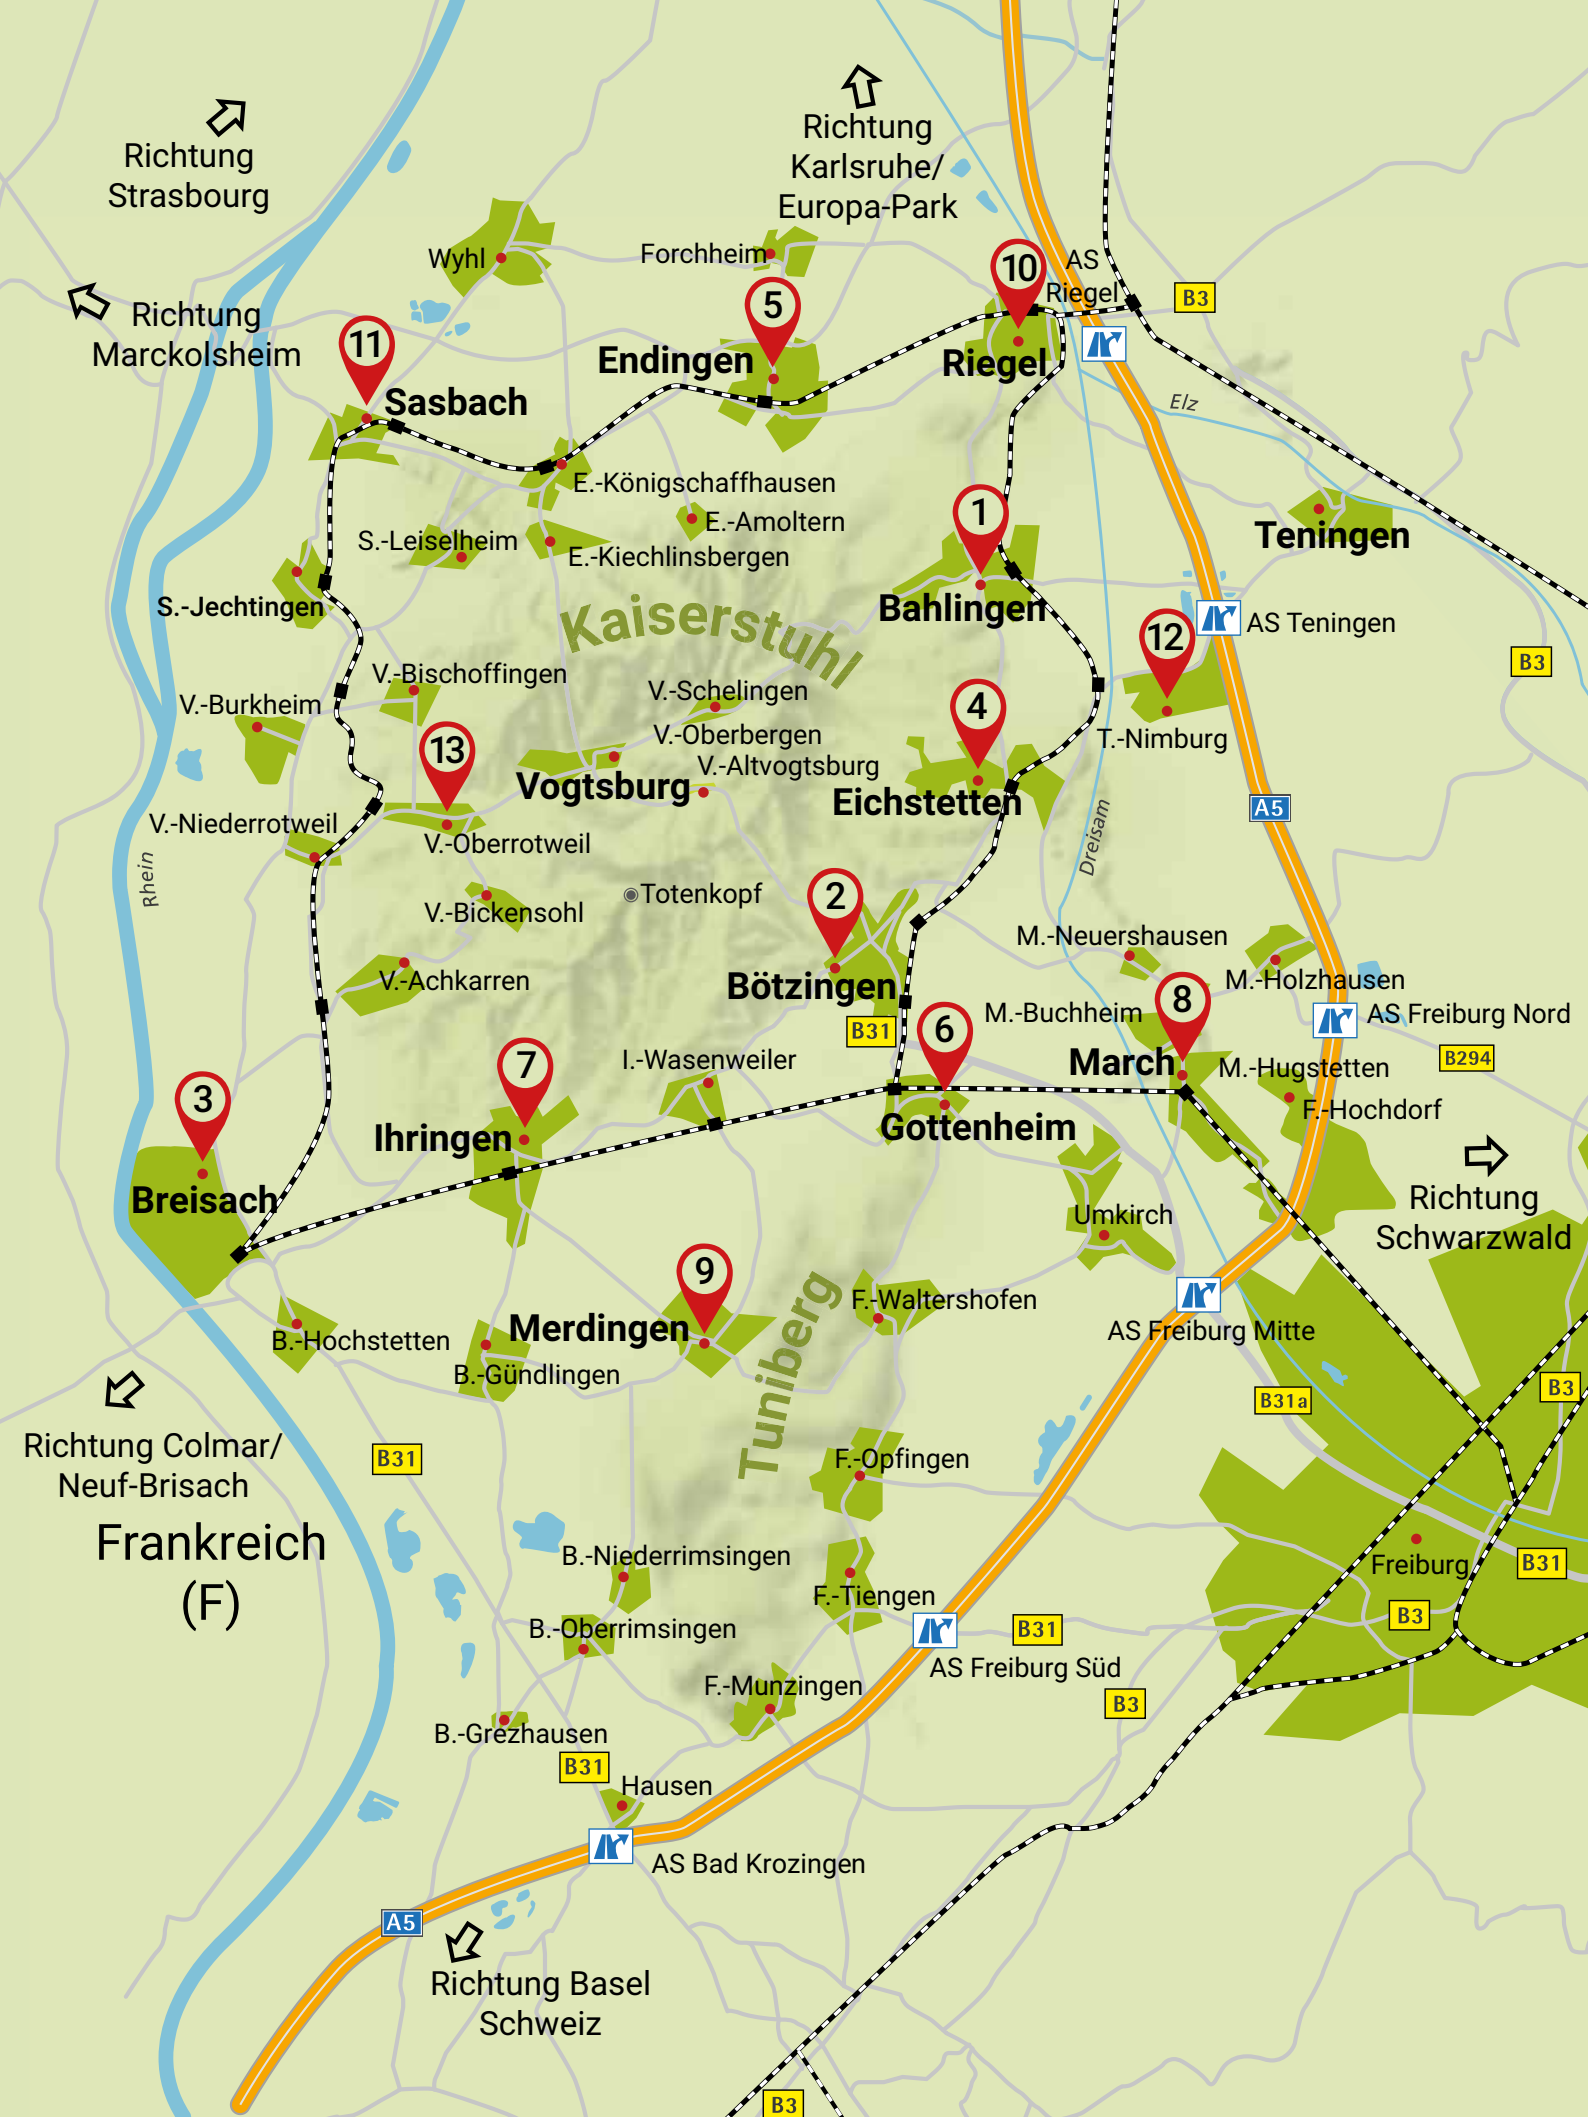 Richtung
Strasbourg
Richtung
Karlsruhe/
Europa-Park
Wyhl
Forchheim
10
AS
Riegel
B3
5
Richtung
Marckolsheim
11
Endingen
Riegel
Sasbach
Elz
E.-Königschaffhausen
1
E.-Amoltern
Teningen
S.-Leiselheim
E.-Kiechlinsbergen
S.-Jechtingen
Bahlingen
Kaiserstuhl
12
AS Teningen
B3
V.-Bischoffingen
V.-Schelingen
4
V.-Burkheim
V.-Oberbergen
T.-Nimburg
13
V.-Altvogtsburg
Vogtsburg
Eichstetten
A5
V.-Niederrotweil
V.-Oberrotweil
Dreisam
Rhein
Totenkopf
2
V.-Bickensohl
M.-Neuershausen
V.-Achkarren
Bötzingen
M.-Holzhausen
8
M.-Buchheim
AS Freiburg Nord
B31
6
I.-Wasenweiler
March
M.-Hugstetten
B294
7
3
F.-Hochdorf
Ihringen
Gottenheim
Richtung
Schwarzwald
Breisach
Umkirch
9
F.-Waltershofen
Merdingen
AS Freiburg Mitte
B.-Hochstetten
B.-Gündlingen
Tuniberg
B31a
B3
Richtung Colmar/
Neuf-Brisach
B31
F.-Opfingen
Frankreich
(F)
B.-Niederrimsingen
Freiburg
B31
F.-Tiengen
B3
B.-Oberrimsingen
B31
AS Freiburg Süd
F.-Munzingen
B3
B.-Grezhausen
B31
Hausen
AS Bad Krozingen
A5
Richtung Basel
Schweiz
B3